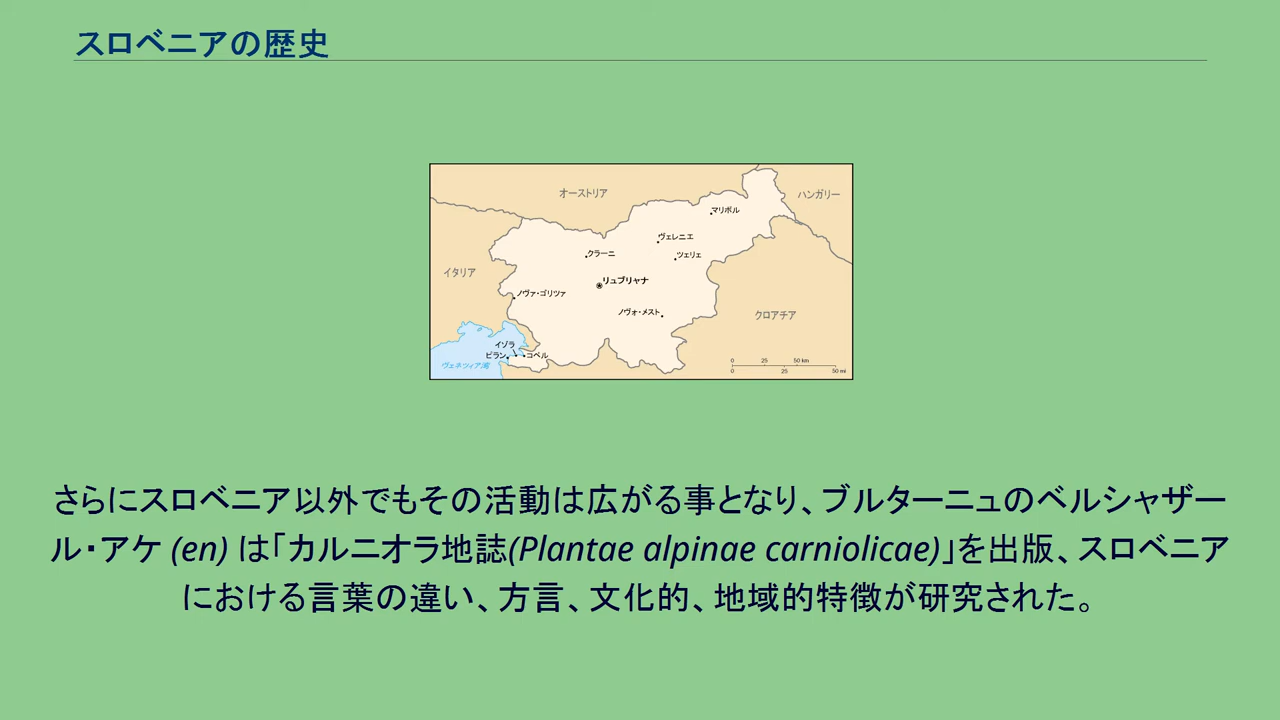 スロベニアの歴史
オーストリア
ハンガリー
マリボル
ヴェレニエ
クラーニ
ツェリェ
イタリア
リュブリャナ
ノヴァ・ゴリツァ
ノヴォ・メスト
クロアチア
イゾラ
ピラン
コペル
ヴェネツィア湾
0 25 50 km
0 25 50 mi
さらにスロベニア以外でもその活動は広がる事となり、ブルターニュのベルシャザー
ル・アケ (en) は「カルニオラ地誌(Plantae alpinae carniolicae)」を出版、スロベニア
における言葉の違い、方言、文化的、地域的特徴が研究された。